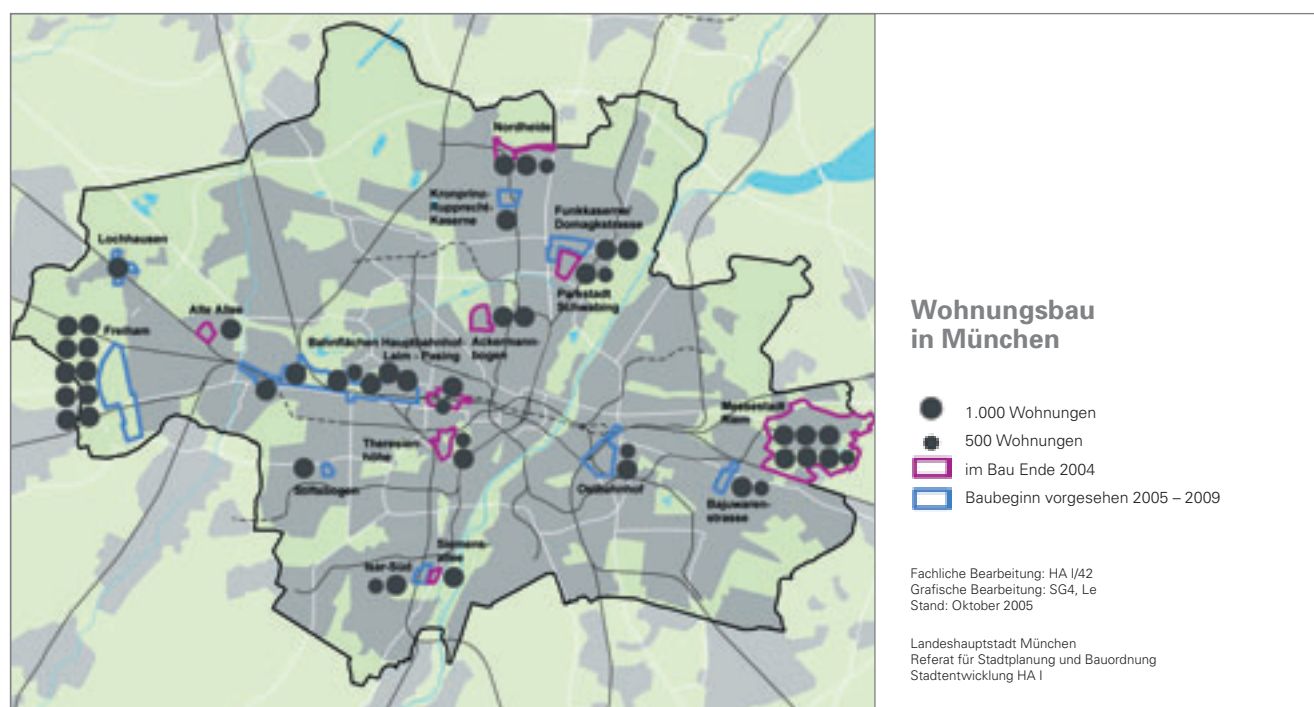 Nordheide
Kronprinz-
Rupprecht-
Kaserne
Funkkaserne/
Domagkstrasse
Lochhausen
Parkstadt
Schwabing
Alte Allee
Freiham
Bahnflächen Hauptbahnhof-
Laim - Pasing
Ackermann-
bogen
Messestadt
Riem
Theresien-
höhe
Stiftsbogen
Ostbahnhof
Bajuwaren-
strasse
Siemens-
allee
Isar-Süd
Wohnungsbau
in München
1.000 Wohnungen
500 Wohnungen
im Bau Ende 2004
Baubeginn vorgesehen 2005 – 2009
Fachliche Bearbeitung: HA I/42
Grafische Bearbeitung: SG4, Le
Stand: Oktober 2005
Landeshauptstadt München
Referat für Stadtplanung und Bauordnung
Stadtentwicklung HA I